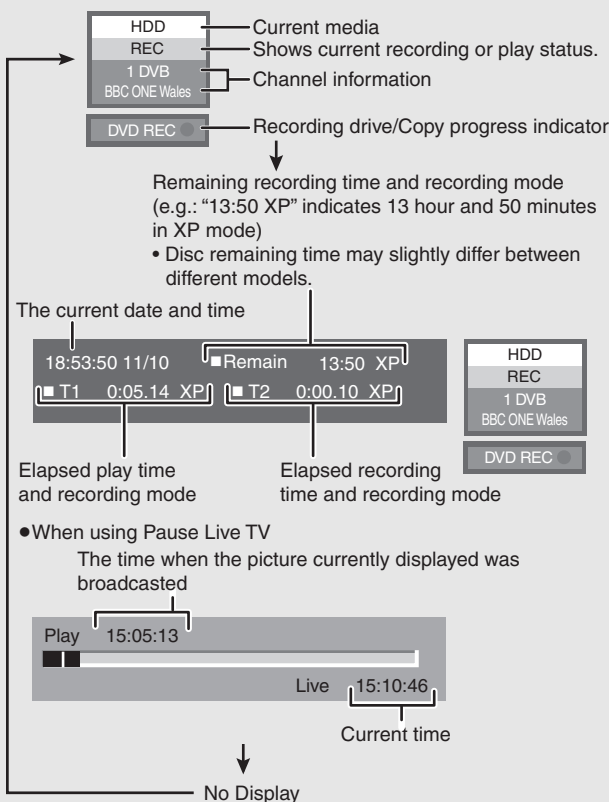 HDD
Current media
REC
Shows current recording or play status.
1 DVB
BBC ONE Wales
Channel information
DVD REC
Recording drive/Copy progress indicator
Remaining recording time and recording mode
(e.g.: “13:50 XP” indicates 13 hour and 50 minutes
in XP mode)
• Disc remaining time may slightly differ between
different models.
The current date and time
18:53:50 11/10 ■Remain 13:50 XP
■ T1 0:05.14 XP ■ T2 0:00.10 XP
HDD
REC
1 DVB
BBC ONE Wales
DVD REC
Elapsed play time
and recording mode
Elapsed recording
time and recording mode
●When using Pause Live TV
The time when the picture currently displayed was
broadcasted
Play 15:05:13
Live 15:10:46
Current time
No Display